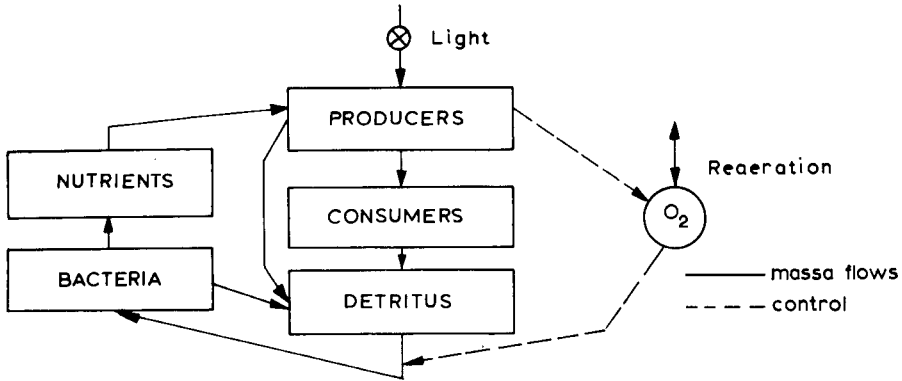 Light
PRODUCERS
NUTRIENTS
Reaeration
CONSUMERS
O₂
BACTERIA
DETRITUS
massa flows
control